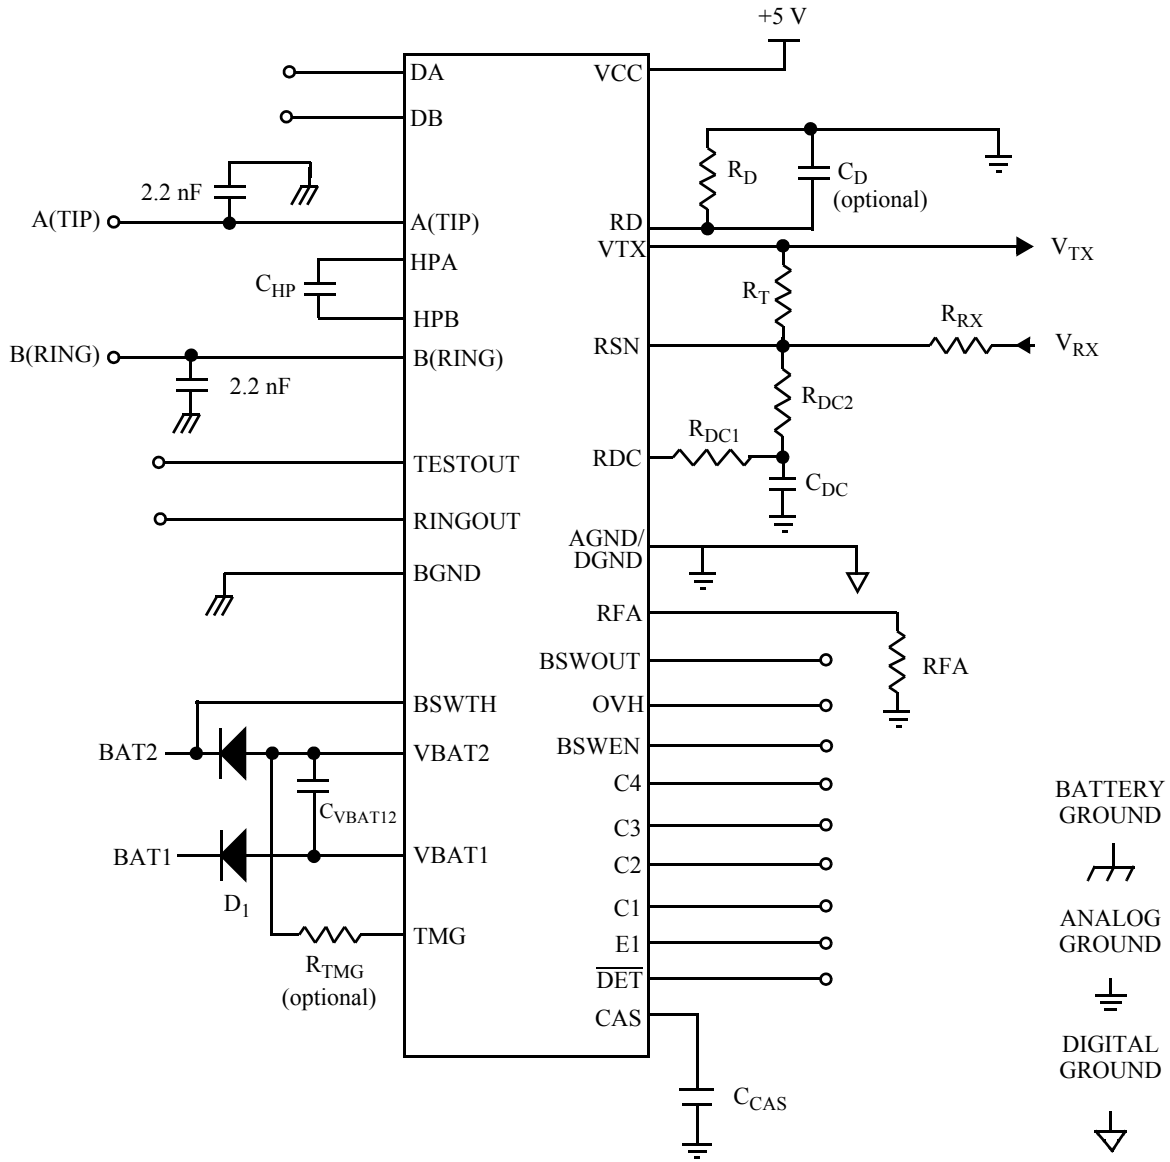 +5 V
DA
VCC
DB
R_D
C_D
(optional)
2.2 nF
A(TIP)
A(TIP)
RD
VTX
V_TX
HPA
C_HP
R_T
HPB
R_RX
B(RING)
B(RING)
RSN
V_RX
2.2 nF
R_DC2
R_DC1
TESTOUT
RDC
C_DC
RINGOUT
AGND/
DGND
BGND
RFA
BSWOUT
RFA
BSWTH
OVH
BAT2
VBAT2
BSWEN
C4
C_VBAT12
C3
BAT1
VBAT1
C2
D_1
C1
TMG
E1
R_TMG
(optional)
D̅E̅T̅
CAS
C_CAS
BATTERY
GROUND
ANALOG
GROUND
DIGITAL
GROUND